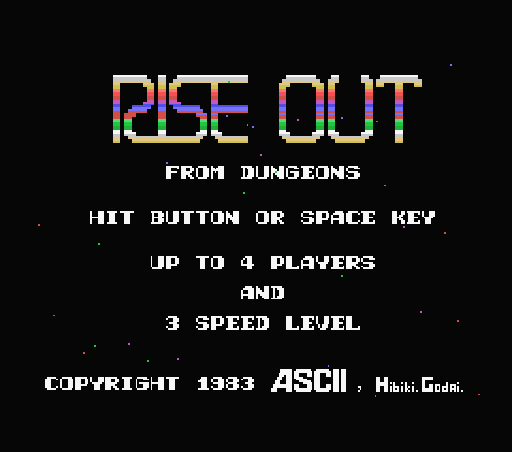 RISE OUT
FROM DUNGEONS
HIT BUTTON OR SPACE KEY
UP TO 4 PLAYERS
AND
3 SPEED LEVEL
COPYRIGHT 1983 ASCII , Hibiki.Godai.